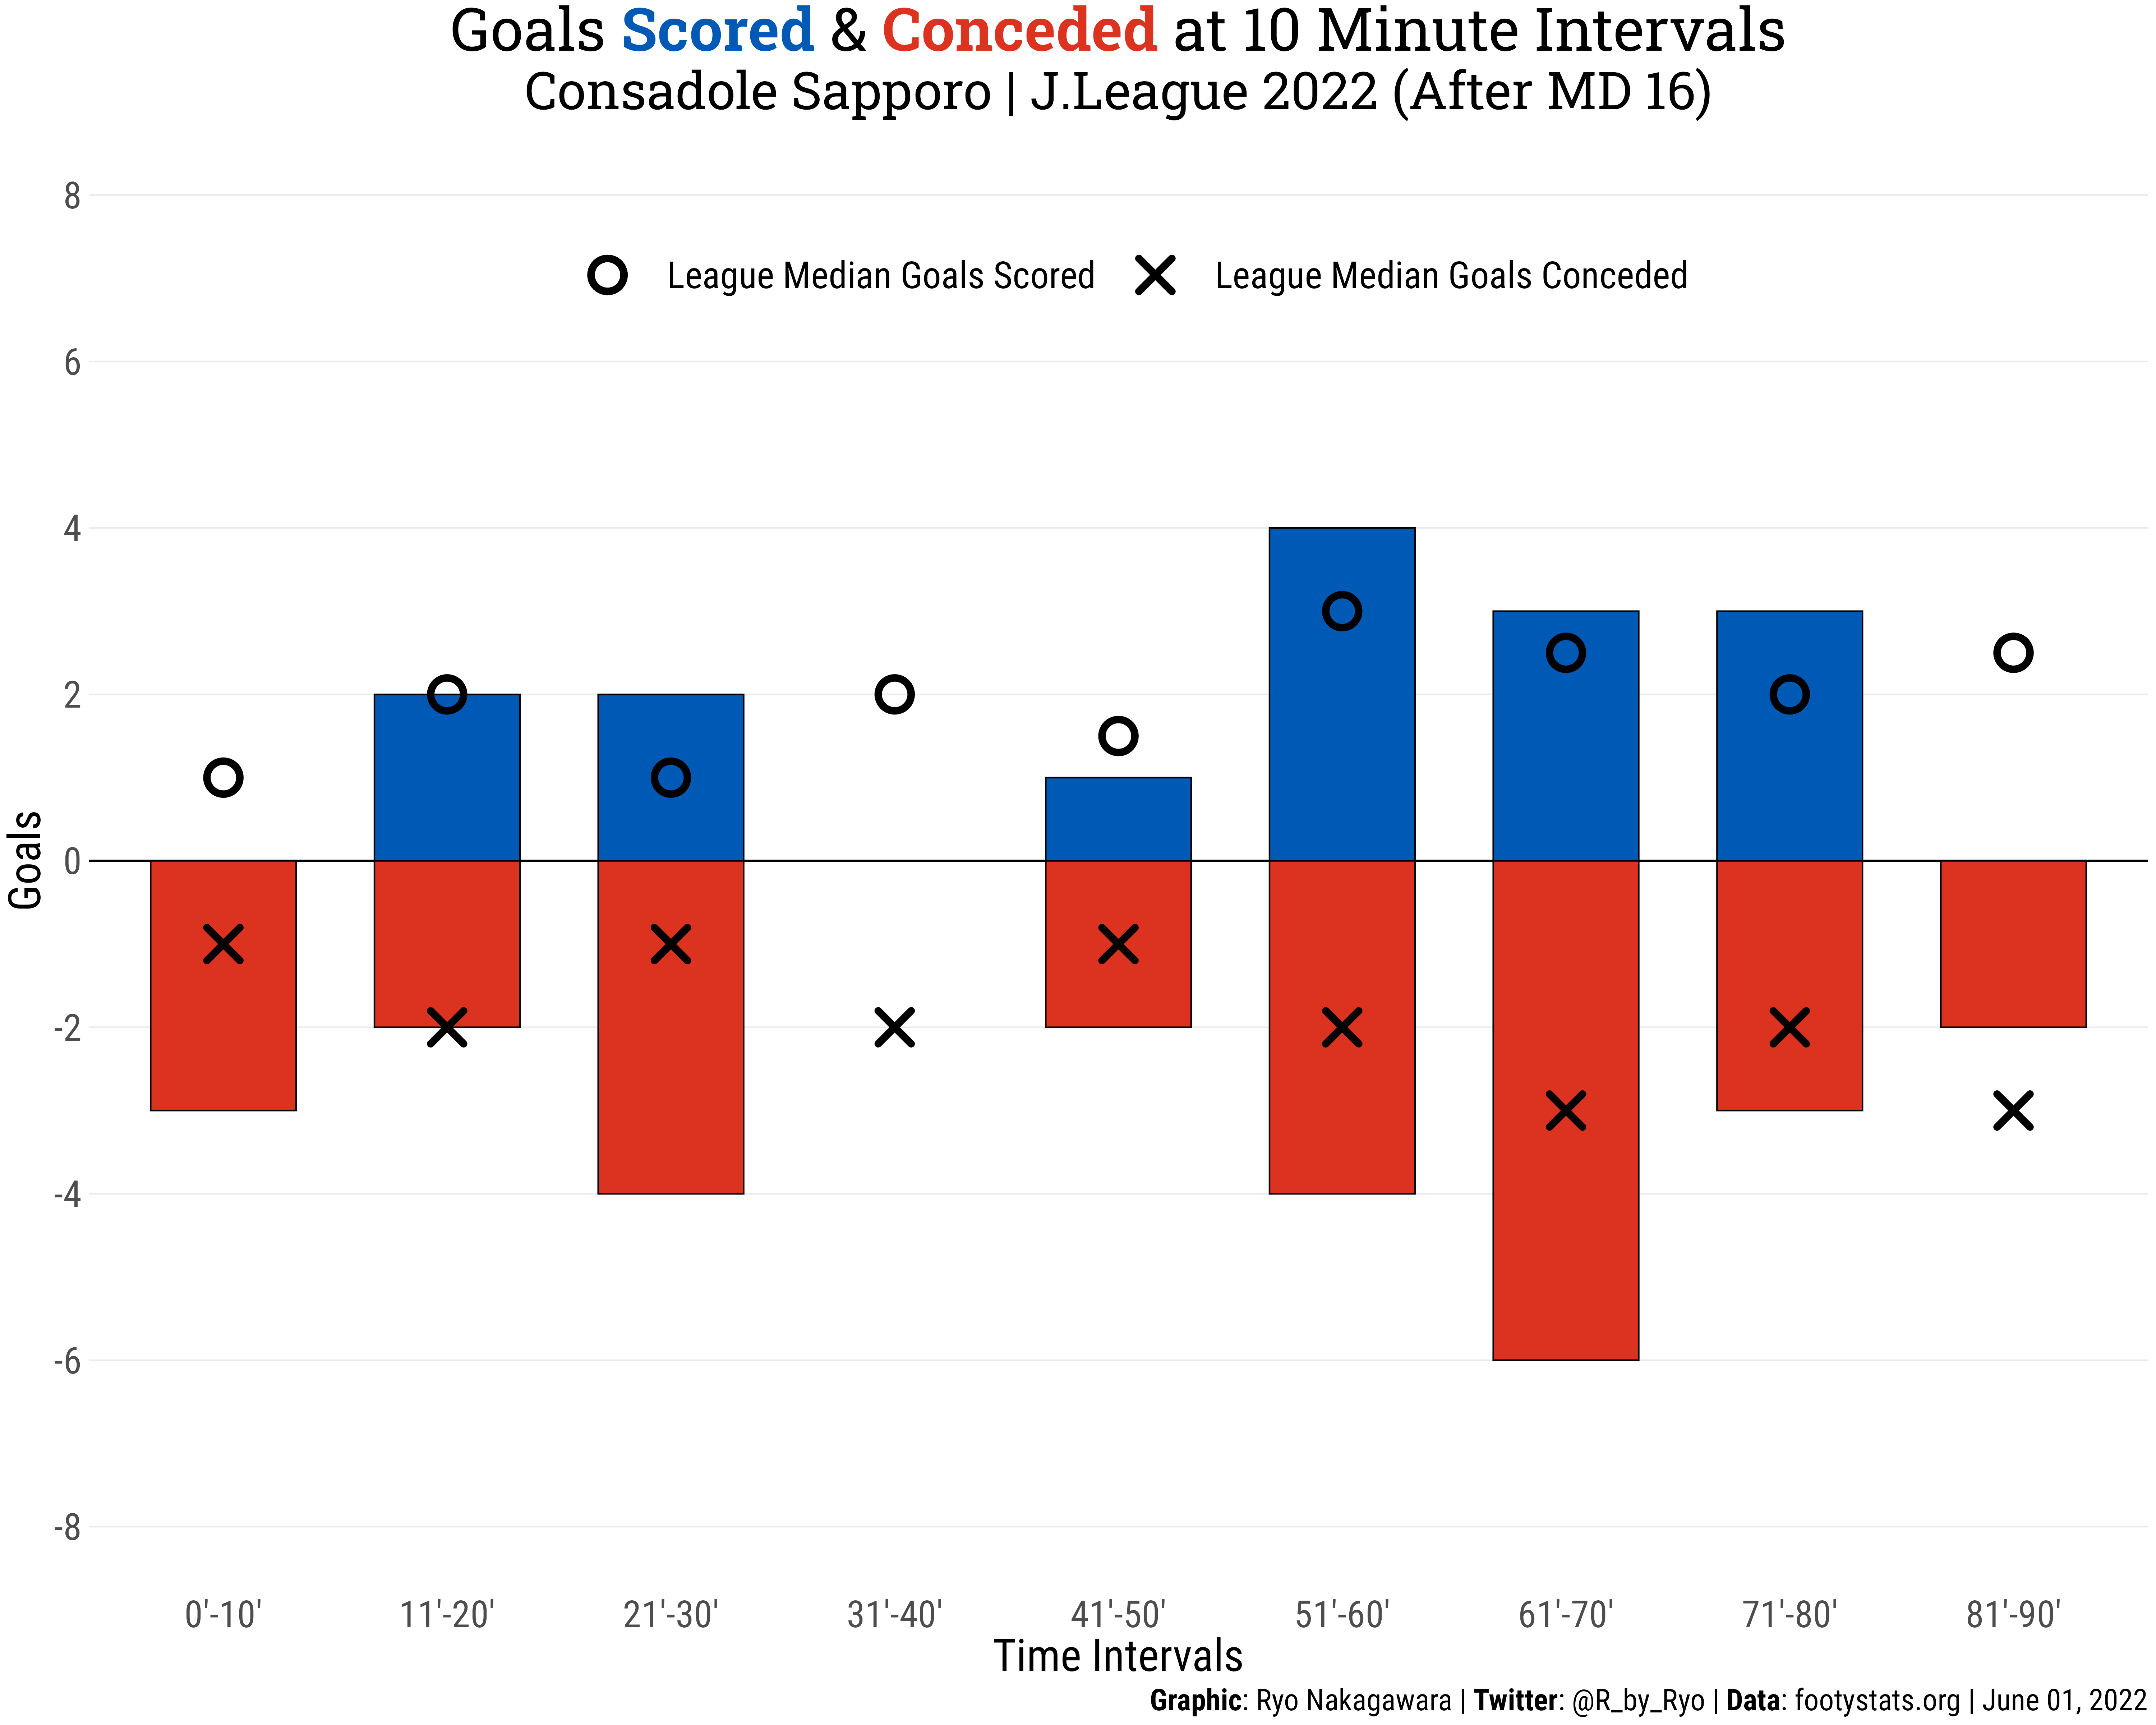 Goals Scored & Conceded at 10 Minute Intervals
Consadole Sapporo | J.League 2022 (After MD 16)
8
League Median Goals Scored
League Median Goals Conceded
6
4
2
0
-2
-4
-6
-8
Goals
0'-10'
11'-20'
21'-30'
31'-40'
41'-50'
51'-60'
61'-70'
71'-80'
81'-90'
Time Intervals
Graphic: Ryo Nakagawara | Twitter: @R_by_Ryo | Data: footystats.org | June 01, 2022